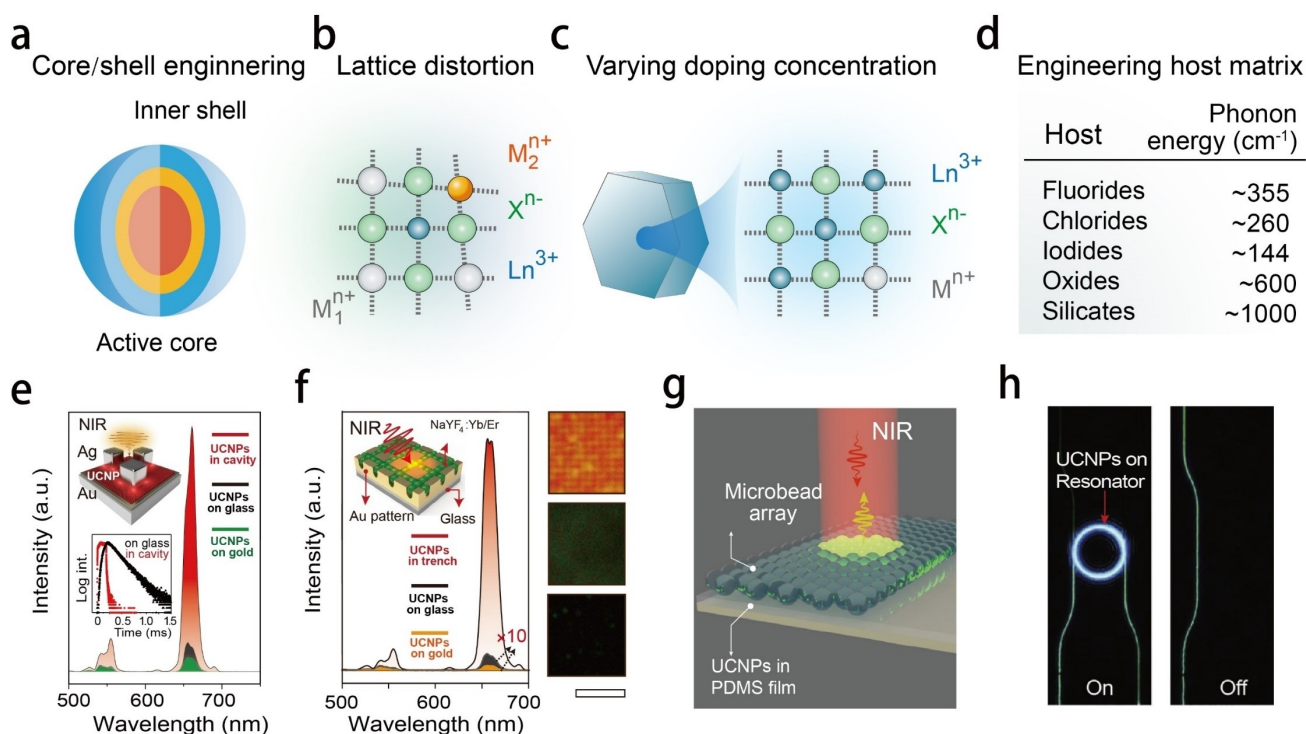 a
Core/shell enginnering
Inner shell
Active core
b
Lattice distortion
M₂ⁿ⁺
Xⁿ⁻
Ln³⁺
M₁ⁿ⁺
c
Varying doping concentration
Ln³⁺
Xⁿ⁻
Mⁿ⁺
d
Engineering host matrix
Host Phonon energy (cm⁻¹)
Fluorides ~355
Chlorides ~260
Iodides ~144
Oxides ~600
Silicates ~1000
e
Intensity (a.u.)
NIR
Ag
UCNP
Au
UCNPs
in cavity
UCNPs
on glass
UCNPs
on gold
on glass
in cavity
Log int.
0 0.5 1.0 15
Time (ms)
500 600 700
Wavelength (nm)
f
Intensity (a.u.)
NIR
NaYF₄:Yb/Er
Au pattern
Glass
UCNPs
in trench
UCNPs
on glass
UCNPs
on gold
×10
500 600 700
Wavelength (nm)
g
NIR
Microbead
array
UCNPs in
PDMS film
h
UCNPs on
Resonator
On
Off